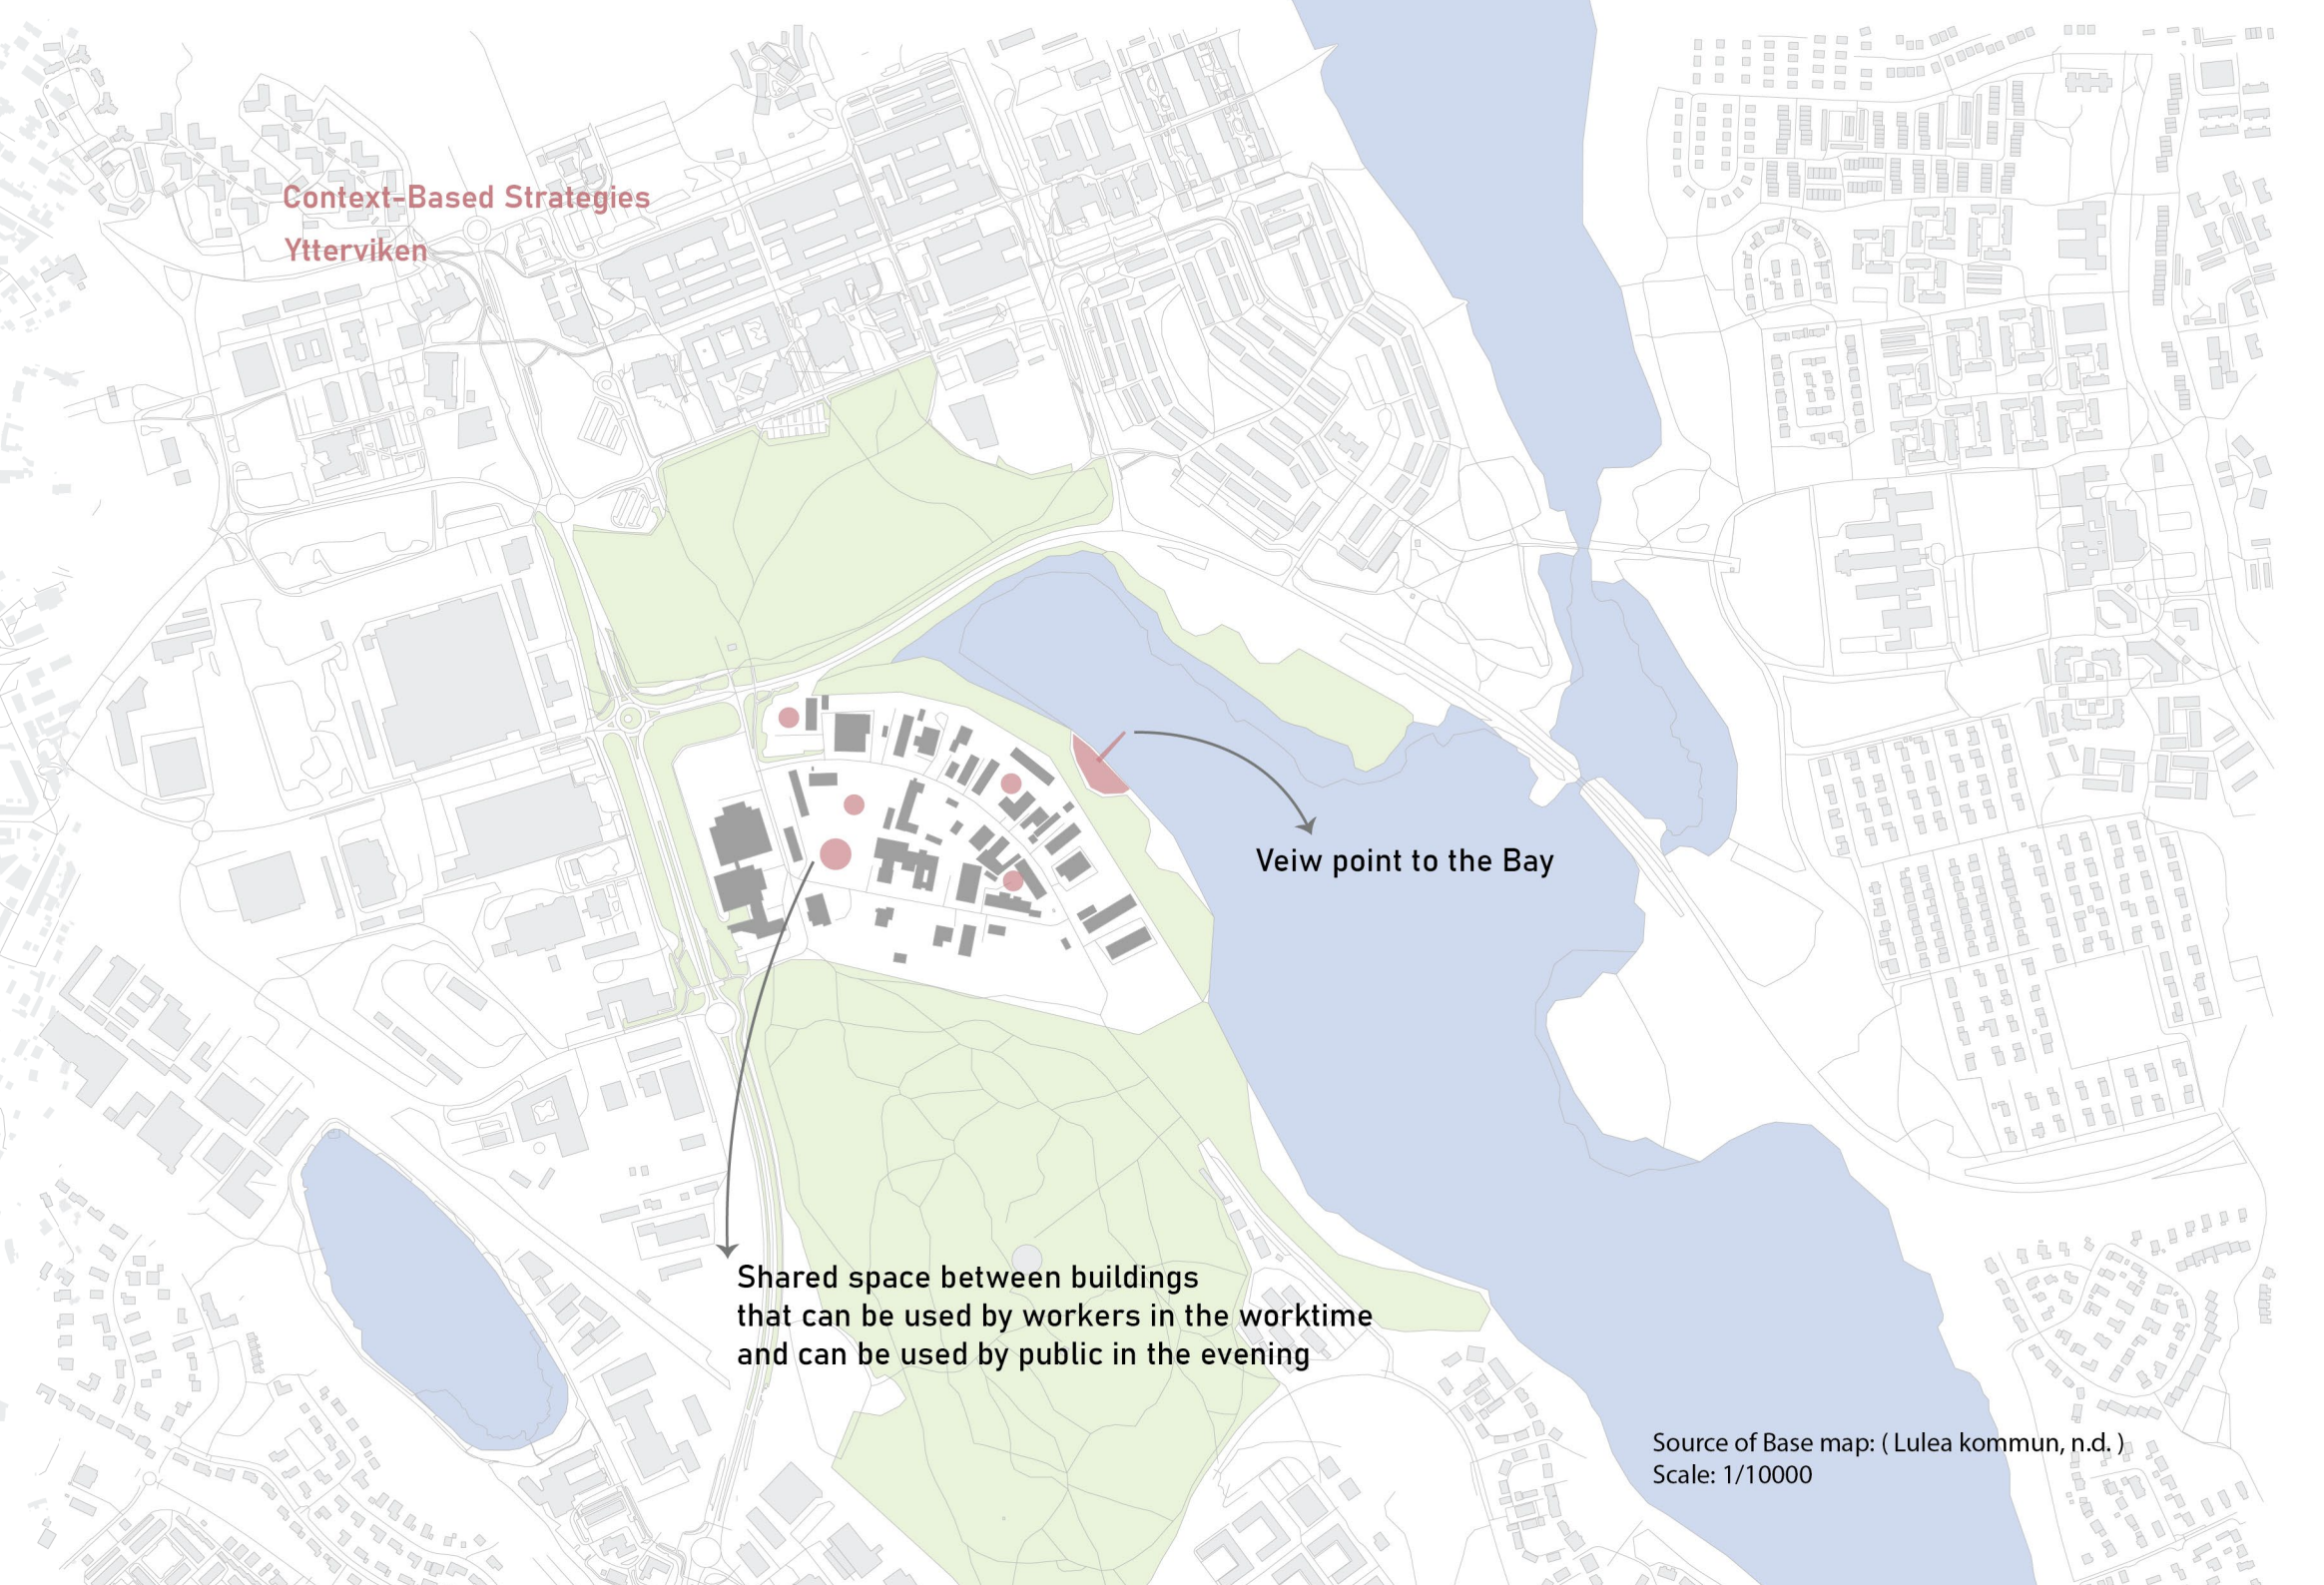 Context-Based Strategies
Ytterviken
Veiw point to the Bay
Shared space between buildings
that can be used by workers in the worktime
and can be used by public in the evening
Source of Base map: ( Lulea kommun, n.d. )
Scale: 1/10000